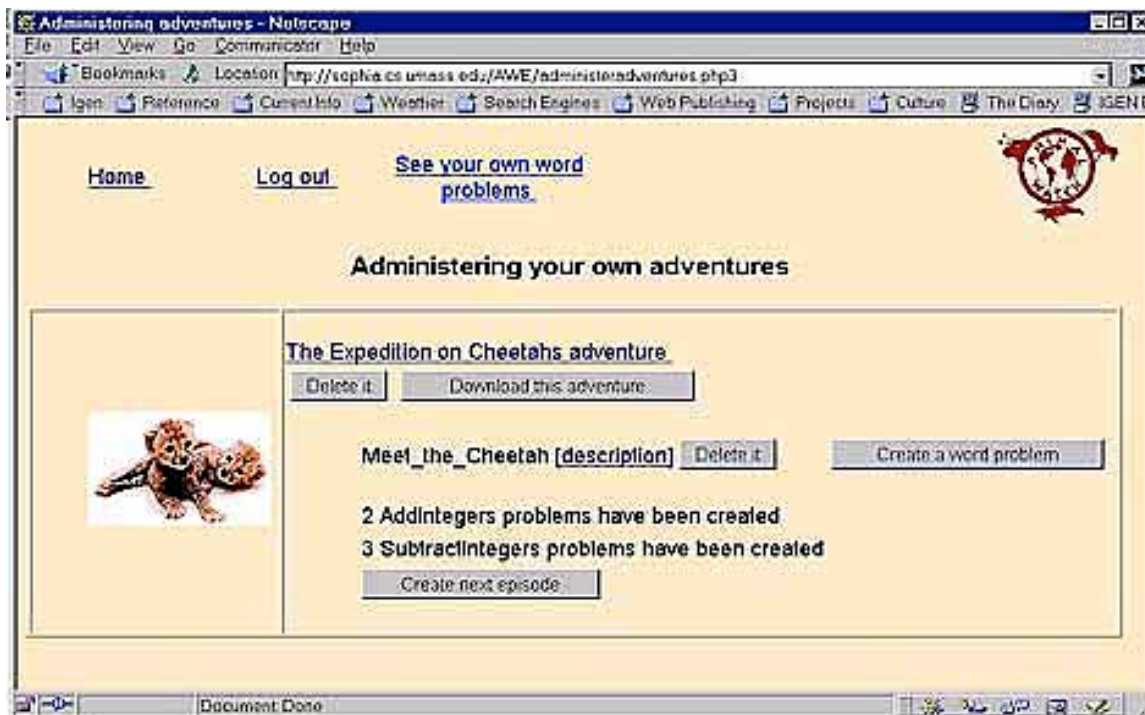 Administering adventures - Netscape
File Edit View Go Communicator Help
Bookmarks Location http://sophia.cs.umass.edu/AWE/administeradventures.php3
Igen Reference Current Info Weather Search Engines Web Publishing Projects Culture The Diary IGEN
Home Log out See your own word problems
ANIMAL WATCH
Administering your own adventures
The Expedition on Cheetahs adventure
Delete it Download this adventure
Meet_the_Cheetah [description] Delete it Create a word problem
2 AddIntegers problems have been created
3 SubtractIntegers problems have been created
Create next episode
Document Done